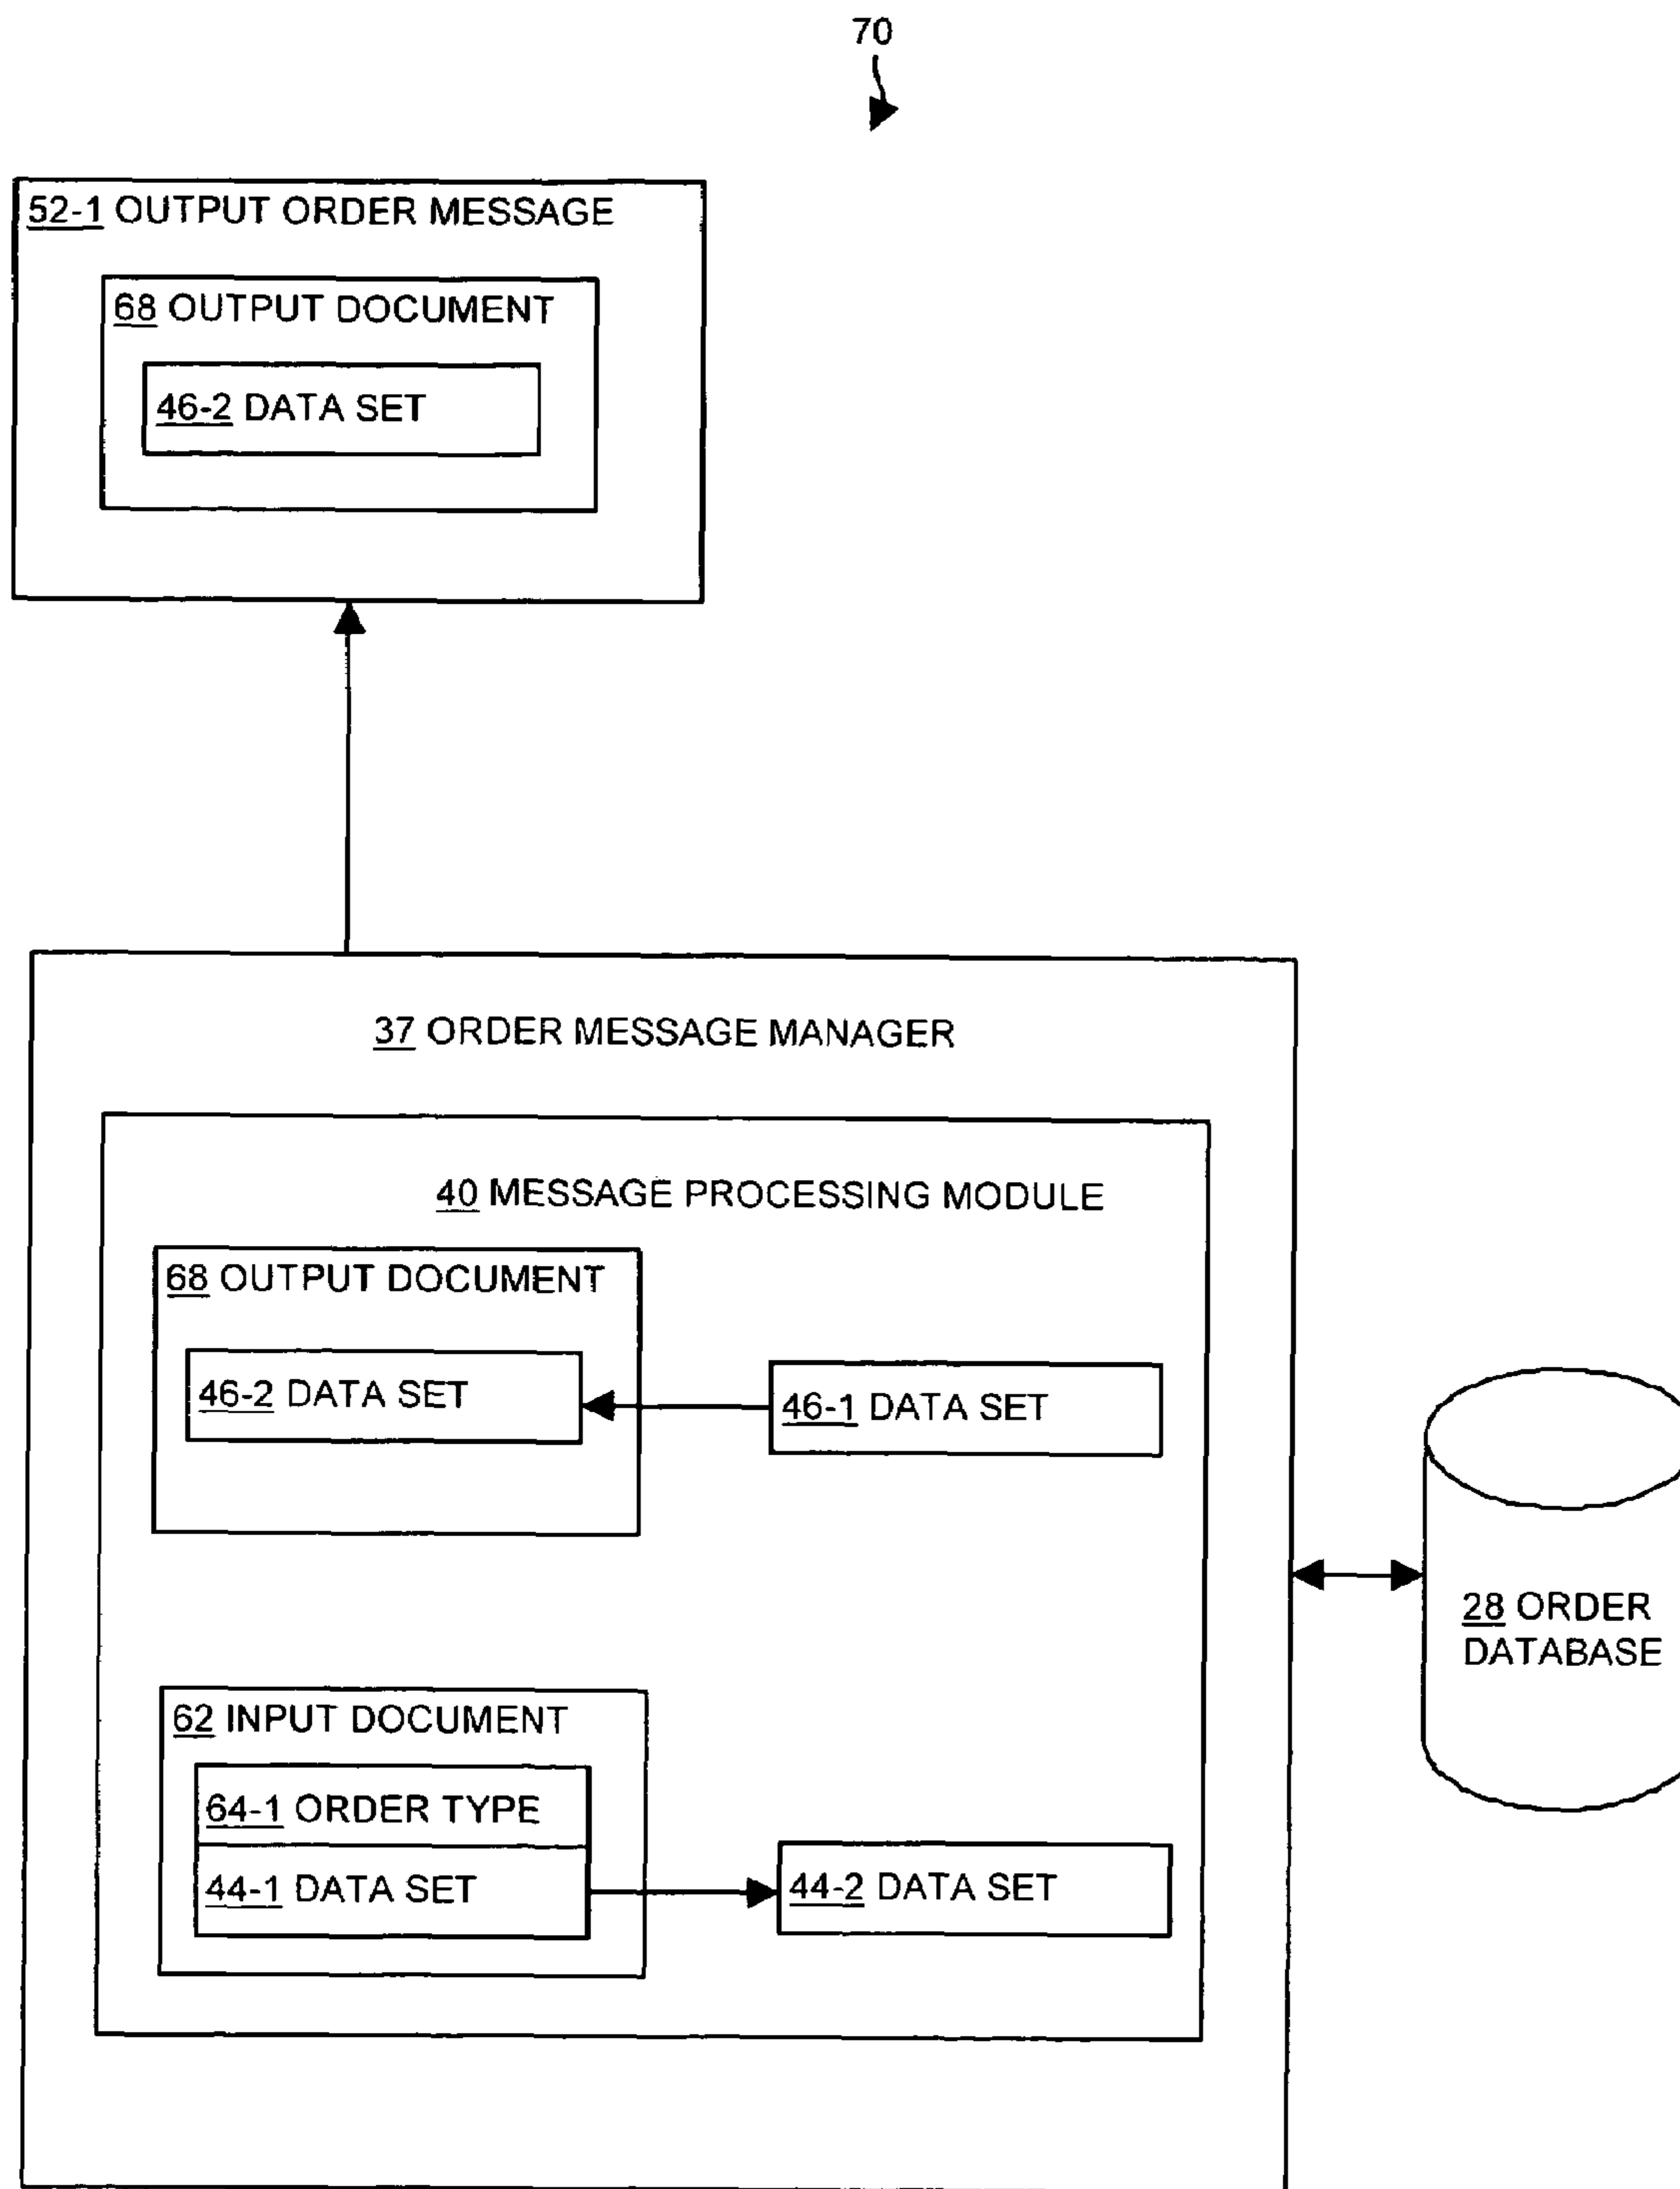 70
52-1 OUTPUT ORDER MESSAGE
68 OUTPUT DOCUMENT
46-2 DATA SET
37 ORDER MESSAGE MANAGER
40 MESSAGE PROCESSING MODULE
68 OUTPUT DOCUMENT
46-2 DATA SET
46-1 DATA SET
28 ORDER
DATABASE
62 INPUT DOCUMENT
64-1 ORDER TYPE
44-1 DATA SET
44-2 DATA SET